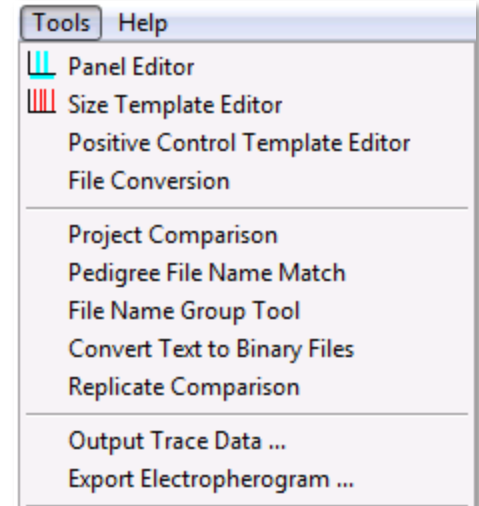 Tools Help
Panel Editor
Size Template Editor
Positive Control Template Editor
File Conversion
Project Comparison
Pedigree File Name Match
File Name Group Tool
Convert Text to Binary Files
Replicate Comparison
Output Trace Data ...
Export Electropherogram ...